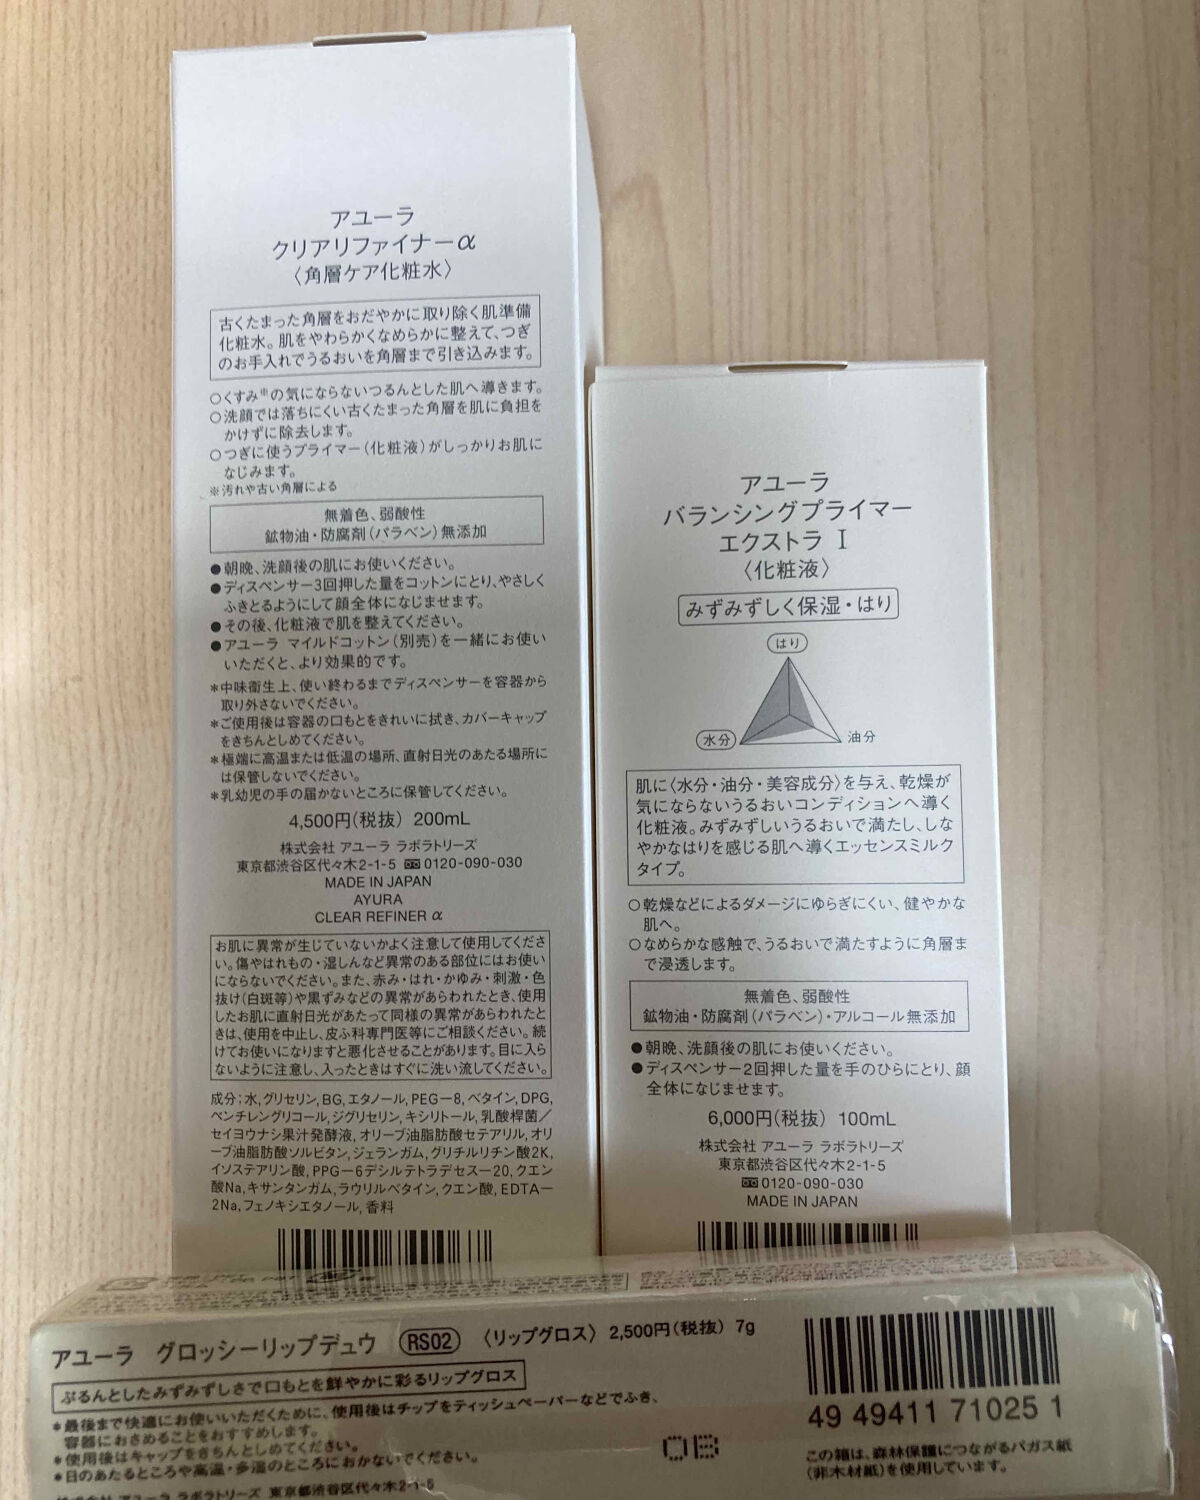 アユーラ
クリアリファイナーα
〈角層ケア化粧水〉
古くたまった角層をおだやかに取り除く肌準備
化粧水。肌をやわらかくなめらかに整えて、つぎ
のお手入れでうるおいを角層まで引き込みます。
○くすみ※の気にならないつるんとした肌へ導きます。
○洗顔では落ちにくい古くたまった角層を肌に負担を
かけずに除去します。
○つぎに使うプライマー(化粧液)がしっかりお肌に
なじみます。
※汚れや古い角層による
無着色、弱酸性
鉱物油・防腐剤(パラベン)無添加
●朝晩、洗顔後の肌にお使いください。
●ディスペンサー3回押した量をコットンにとり、やさしく
ふきとるようにして顔全体になじませます。
●その後、化粧液で肌を整えてください。
●アユーラ マイルドコットン(別売)を一緒にお使い
いただくと、より効果的です。
*中味衛生上、使い終わるまでディスペンサーを容器から
取り外さないでください。
*ご使用後は容器の口もとをきれいに拭き、カバーキャップ
をきちんとしめてください。
*極端に高温または低温の場所、直射日光のあたる場所に
は保管しないでください。
*乳幼児の手の届かないところに保管してください。
4,500円(税抜) 200mL
株式会社 アユーラ ラボラトリーズ
東京都渋谷区代々木2-1-5 0120-090-030
MADE IN JAPAN
AYURA
CLEAR REFINER α
お肌に異常が生じていないかよく注意して使用してくださ
い。傷やはれもの・湿しんなど異常のある部位にはお使い
にならないでください。また、赤み・はれ・かゆみ・刺激・色
抜け(白斑等)や黒ずみなどの異常があらわれたとき、使用
したお肌に直射日光があたって同様の異常があらわれたと
きは、使用を中止し、皮ふ科専門医等にご相談ください。続
けてお使いになりますと悪化させることがあります。目に入ら
ないように注意し、入ったときはすぐに洗い流してください。
成分;水,グリセリン,BG,エタノール,PEG-8,ベタイン,DPG,
ペンチレングリコール,ジグリセリン,キシリトール,乳酸桿菌/
セイヨウナシ果汁発酵液,オリーブ油脂肪酸セテアリル,オリ
ーブ油脂肪酸ソルビタン,ジェランガム,グリチルリチン酸2K,
イソステアリン酸,PPG-6デシルテトラデセス-20,クエン
酸Na,キサンタンガム,ラウリルベタイン,クエン酸,EDTA-
2Na,フェノキシエタノール,香料
アユーラ
バランシングプライマー
エクストラ Ⅰ
〈化粧液〉
みずみずしく保湿・はり
はり
水分 油分
肌に〈水分・油分・美容成分〉を与え、乾燥が
気にならないうるおいコンディションへ導く
化粧液。みずみずしいうるおいで満たし、しな
やかなはりを感じる肌へ導くエッセンスミルク
タイプ。
○乾燥などによるダメージにゆらぎにくい、健やかな
肌へ。
○なめらかな感触で、うるおいで満たすように角層ま
で浸透します。
無着色、弱酸性
鉱物油・防腐剤(パラベン)・アルコール無添加
●朝晩、洗顔後の肌にお使いください。
●ディスペンサー2回押した量を手のひらにとり、顔
全体になじませます。
6,000円(税抜) 100mL
株式会社 アユーラ ラボラトリーズ
東京都渋谷区代々木2-1-5
0120-090-030
MADE IN JAPAN
アユーラ グロッシーリップデュウ RS02 〈リップグロス〉 2,500円(税抜) 7g
ぷるんとしたみずみずしさで口もとを鮮やかに彩るリップグロス
*最後まで快適にお使いいただくために、使用後はチップをティッシュペーパーなどでふき、
容器におさめることをおすすめします。
*使用後はキャップをきちんとしめてください。
*日のあたるところや高温・多湿のところにおかないでください。
株式会社 アユーラ ラボラトリーズ 東京都渋谷区代々木2-1-5
49 49411 71025 1
この箱は、森林保護につながるバガス紙
(非木材紙)を使用しています。